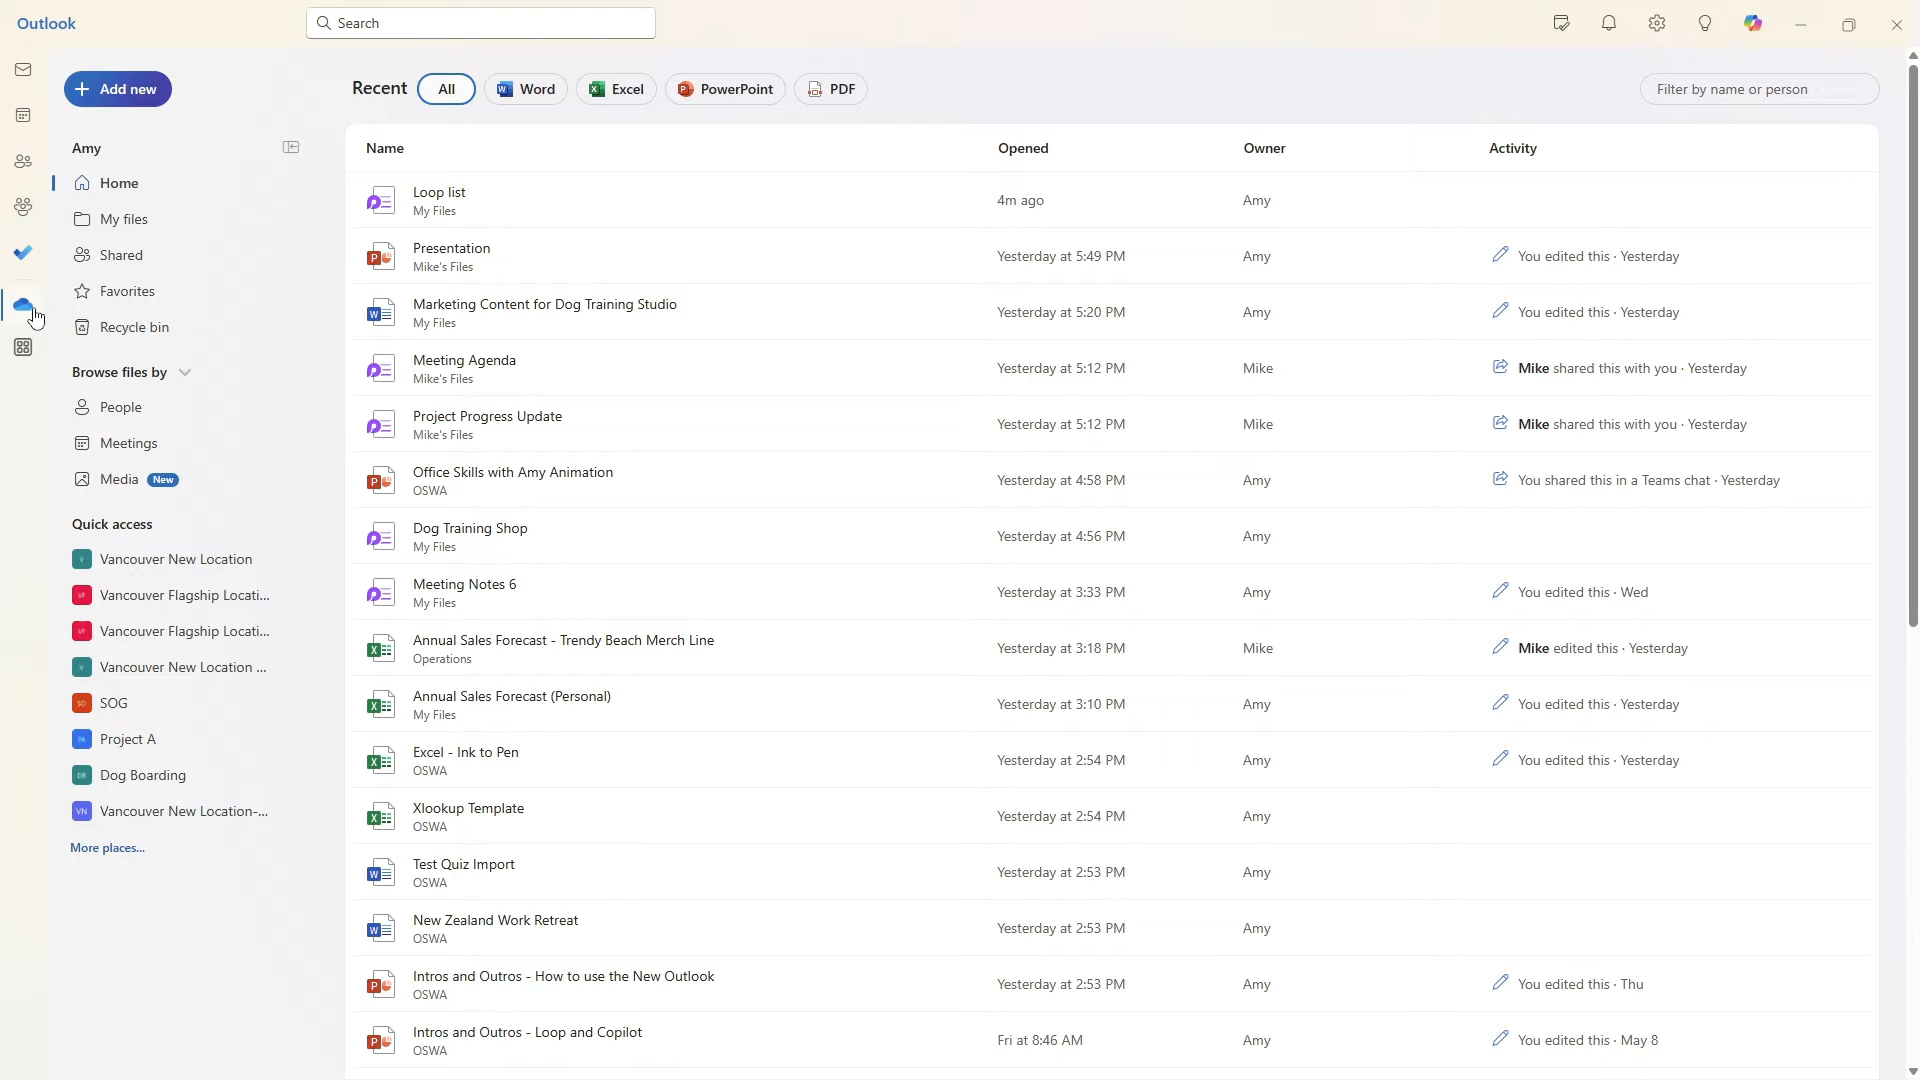 Outlook
Search
Add new
Amy
Home
My files
Shared
Favorites
Recycle bin
Browse files by
People
Meetings
Media New
Quick access
Vancouver New Location
Vancouver Flagship Locati...
Vancouver Flagship Locati...
Vancouver New Location ...
SOG
Project A
Dog Boarding
VN Vancouver New Location-...
More places...
Recent All Word Excel PowerPoint PDF Filter by name or person
Name Opened Owner Activity
Loop list
My Files
4m ago Amy
Presentation
Mike's Files
Yesterday at 5:49 PM Amy You edited this · Yesterday
Marketing Content for Dog Training Studio
My Files
Yesterday at 5:20 PM Amy You edited this · Yesterday
Meeting Agenda
Mike's Files
Yesterday at 5:12 PM Mike Mike shared this with you · Yesterday
Project Progress Update
Mike's Files
Yesterday at 5:12 PM Mike Mike shared this with you · Yesterday
Office Skills with Amy Animation
OSWA
Yesterday at 4:58 PM Amy You shared this in a Teams chat · Yesterday
Dog Training Shop
My Files
Yesterday at 4:56 PM Amy
Meeting Notes 6
My Files
Yesterday at 3:33 PM Amy You edited this · Wed
Annual Sales Forecast - Trendy Beach Merch Line
Operations
Yesterday at 3:18 PM Mike Mike edited this · Yesterday
Annual Sales Forecast (Personal)
My Files
Yesterday at 3:10 PM Amy You edited this · Yesterday
Excel - Ink to Pen
OSWA
Yesterday at 2:54 PM Amy You edited this · Yesterday
Xlookup Template
OSWA
Yesterday at 2:54 PM Amy
Test Quiz Import
OSWA
Yesterday at 2:53 PM Amy
New Zealand Work Retreat
OSWA
Yesterday at 2:53 PM Amy
Intros and Outros - How to use the New Outlook
OSWA
Yesterday at 2:53 PM Amy You edited this · Thu
Intros and Outros - Loop and Copilot
OSWA
Fri at 8:46 AM Amy You edited this · May 8